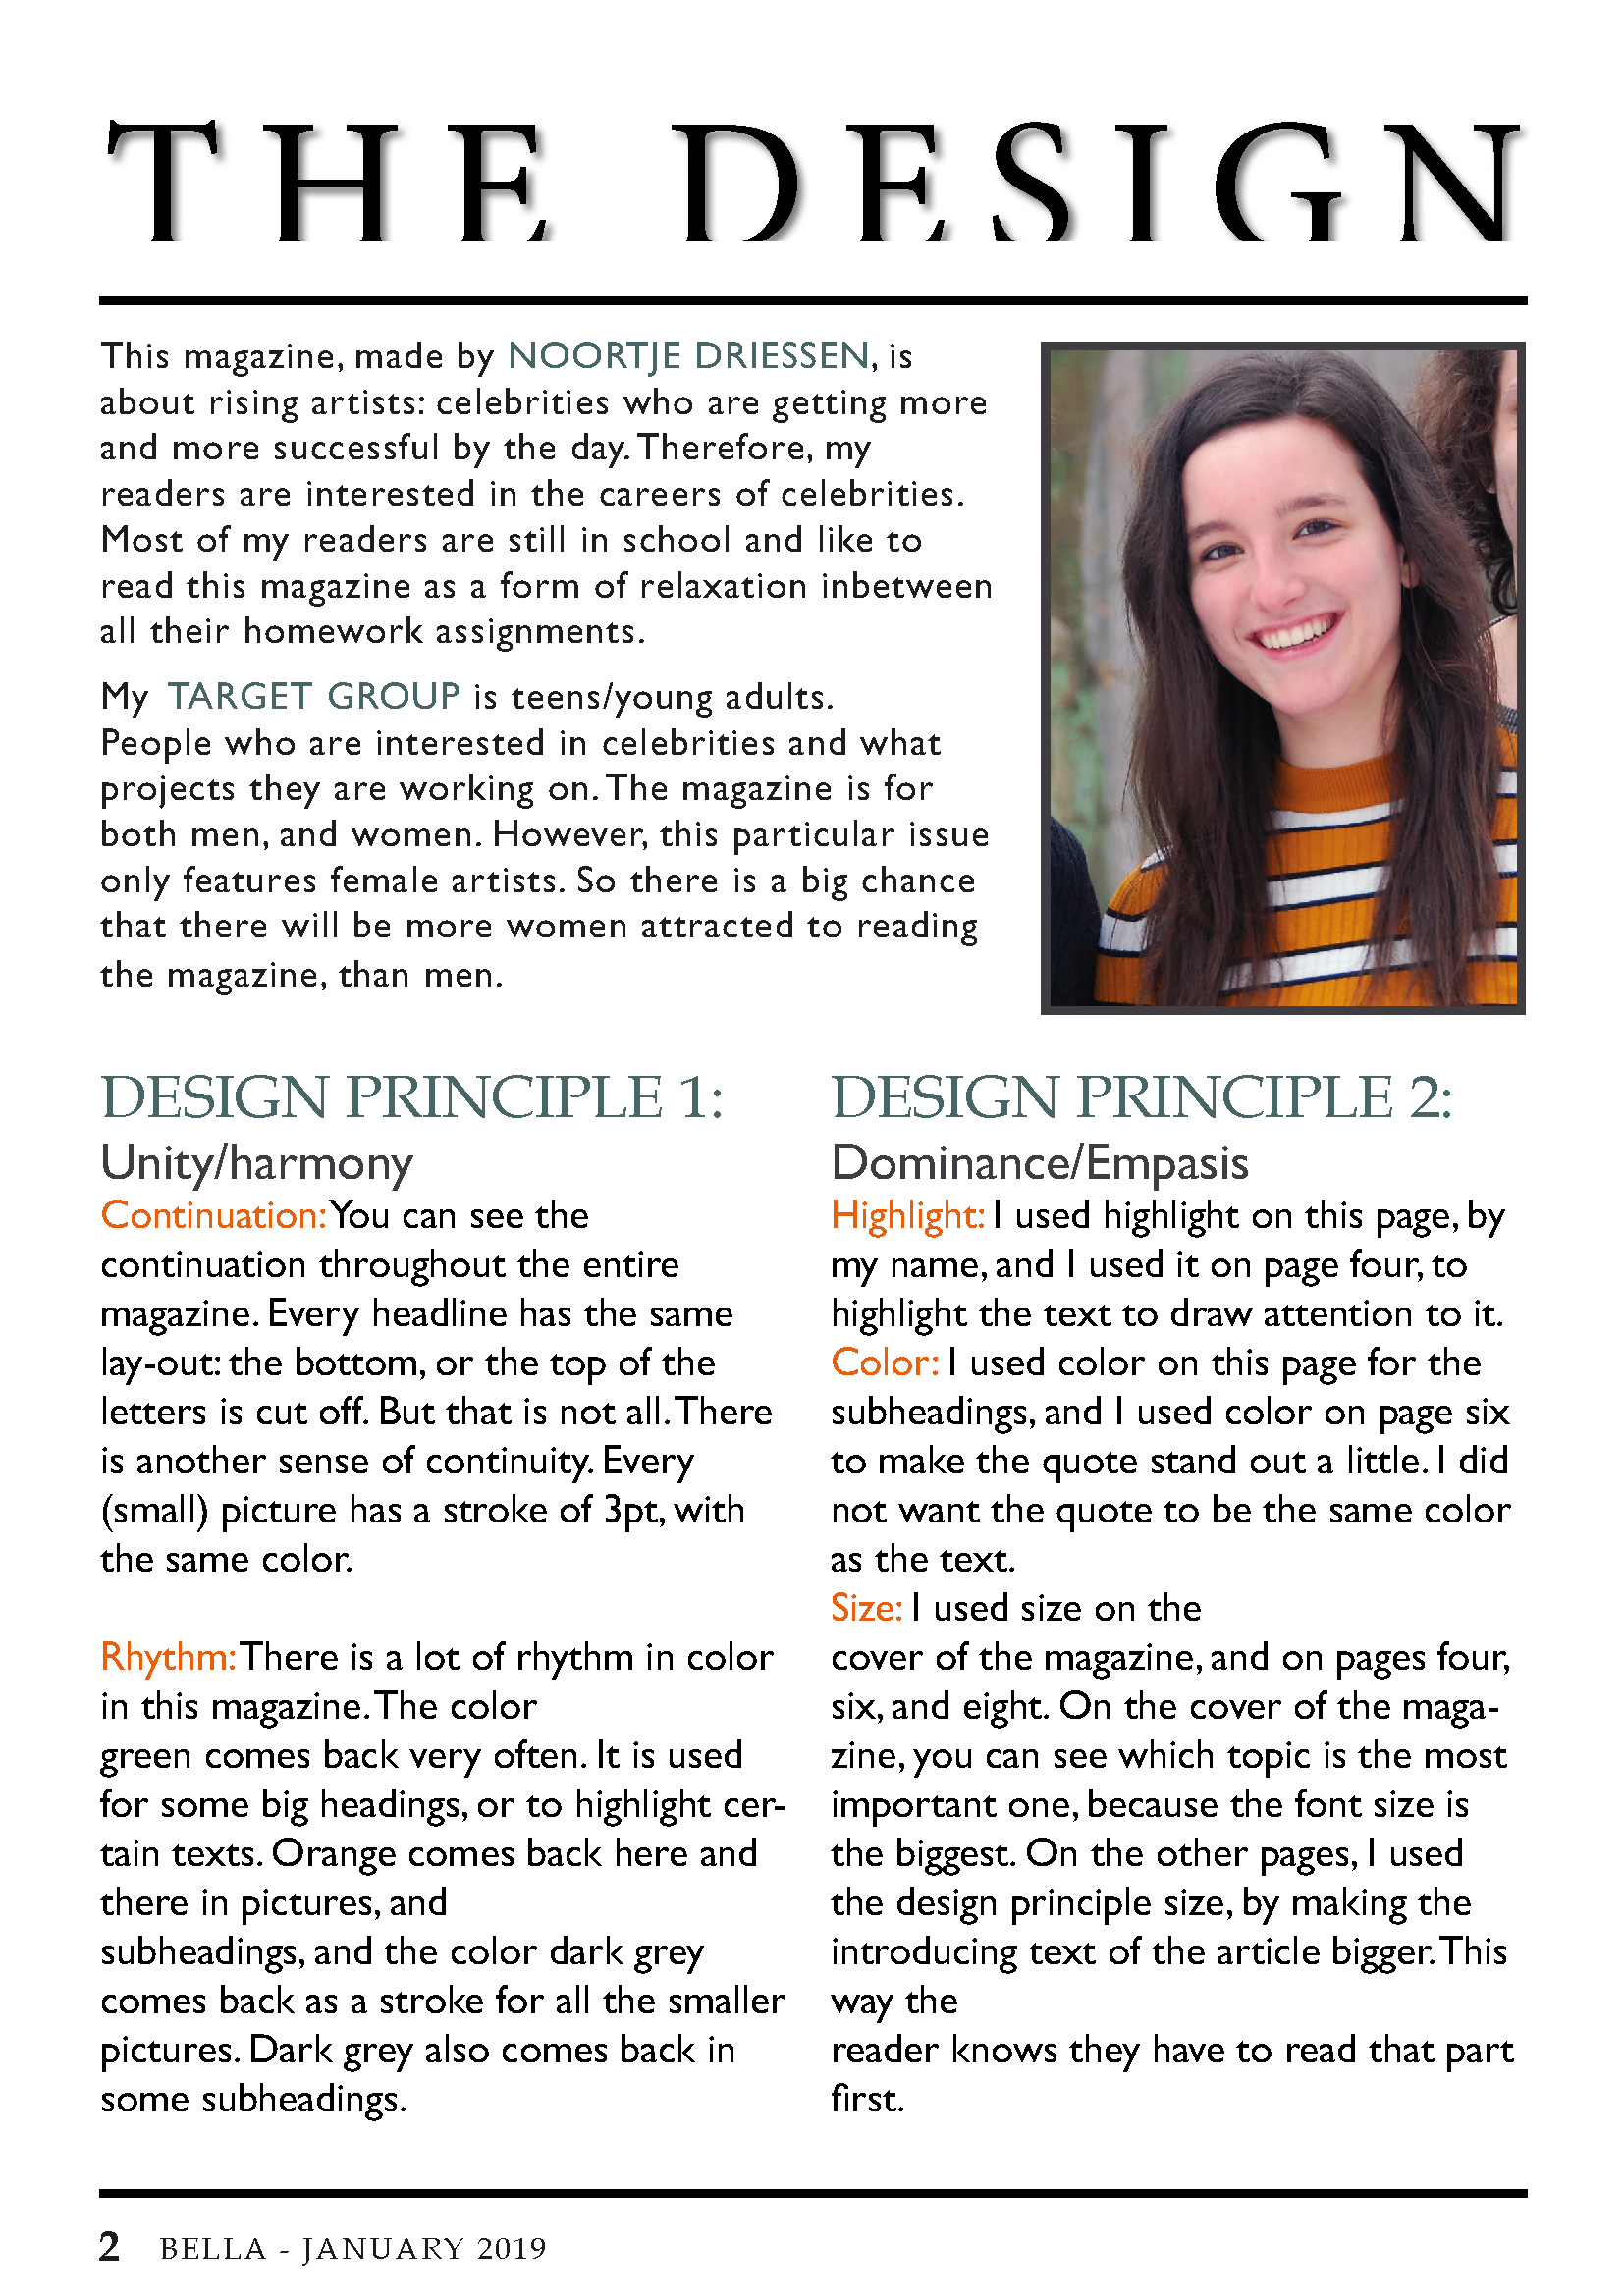 THE DESIGN
This magazine, made by NOORTJE DRIESSEN, is
about rising artists: celebrities who are getting more
and more successful by the day. Therefore, my
readers are interested in the careers of celebrities.
Most of my readers are still in school and like to
read this magazine as a form of relaxation inbetween
all their homework assignments.
My TARGET GROUP is teens/young adults.
People who are interested in celebrities and what
projects they are working on. The magazine is for
both men, and women. However, this particular issue
only features female artists. So there is a big chance
that there will be more women attracted to reading
the magazine, than men.
DESIGN PRINCIPLE 1:
Unity/harmony
Continuation: You can see the
continuation throughout the entire
magazine. Every headline has the same
lay-out: the bottom, or the top of the
letters is cut off. But that is not all. There
is another sense of continuity. Every
(small) picture has a stroke of 3pt, with
the same color.
Rhythm: There is a lot of rhythm in color
in this magazine. The color
green comes back very often. It is used
for some big headings, or to highlight cer-
tain texts. Orange comes back here and
there in pictures, and
subheadings, and the color dark grey
comes back as a stroke for all the smaller
pictures. Dark grey also comes back in
some subheadings.
DESIGN PRINCIPLE 2:
Dominance/Empasis
Highlight: I used highlight on this page, by
my name, and I used it on page four, to
highlight the text to draw attention to it.
Color: I used color on this page for the
subheadings, and I used color on page six
to make the quote stand out a little. I did
not want the quote to be the same color
as the text.
Size: I used size on the
cover of the magazine, and on pages four,
six, and eight. On the cover of the maga-
zine, you can see which topic is the most
important one, because the font size is
the biggest. On the other pages, I used
the design principle size, by making the
introducing text of the article bigger. This
way the
reader knows they have to read that part
first.
2 BELLA - JANUARY 2019